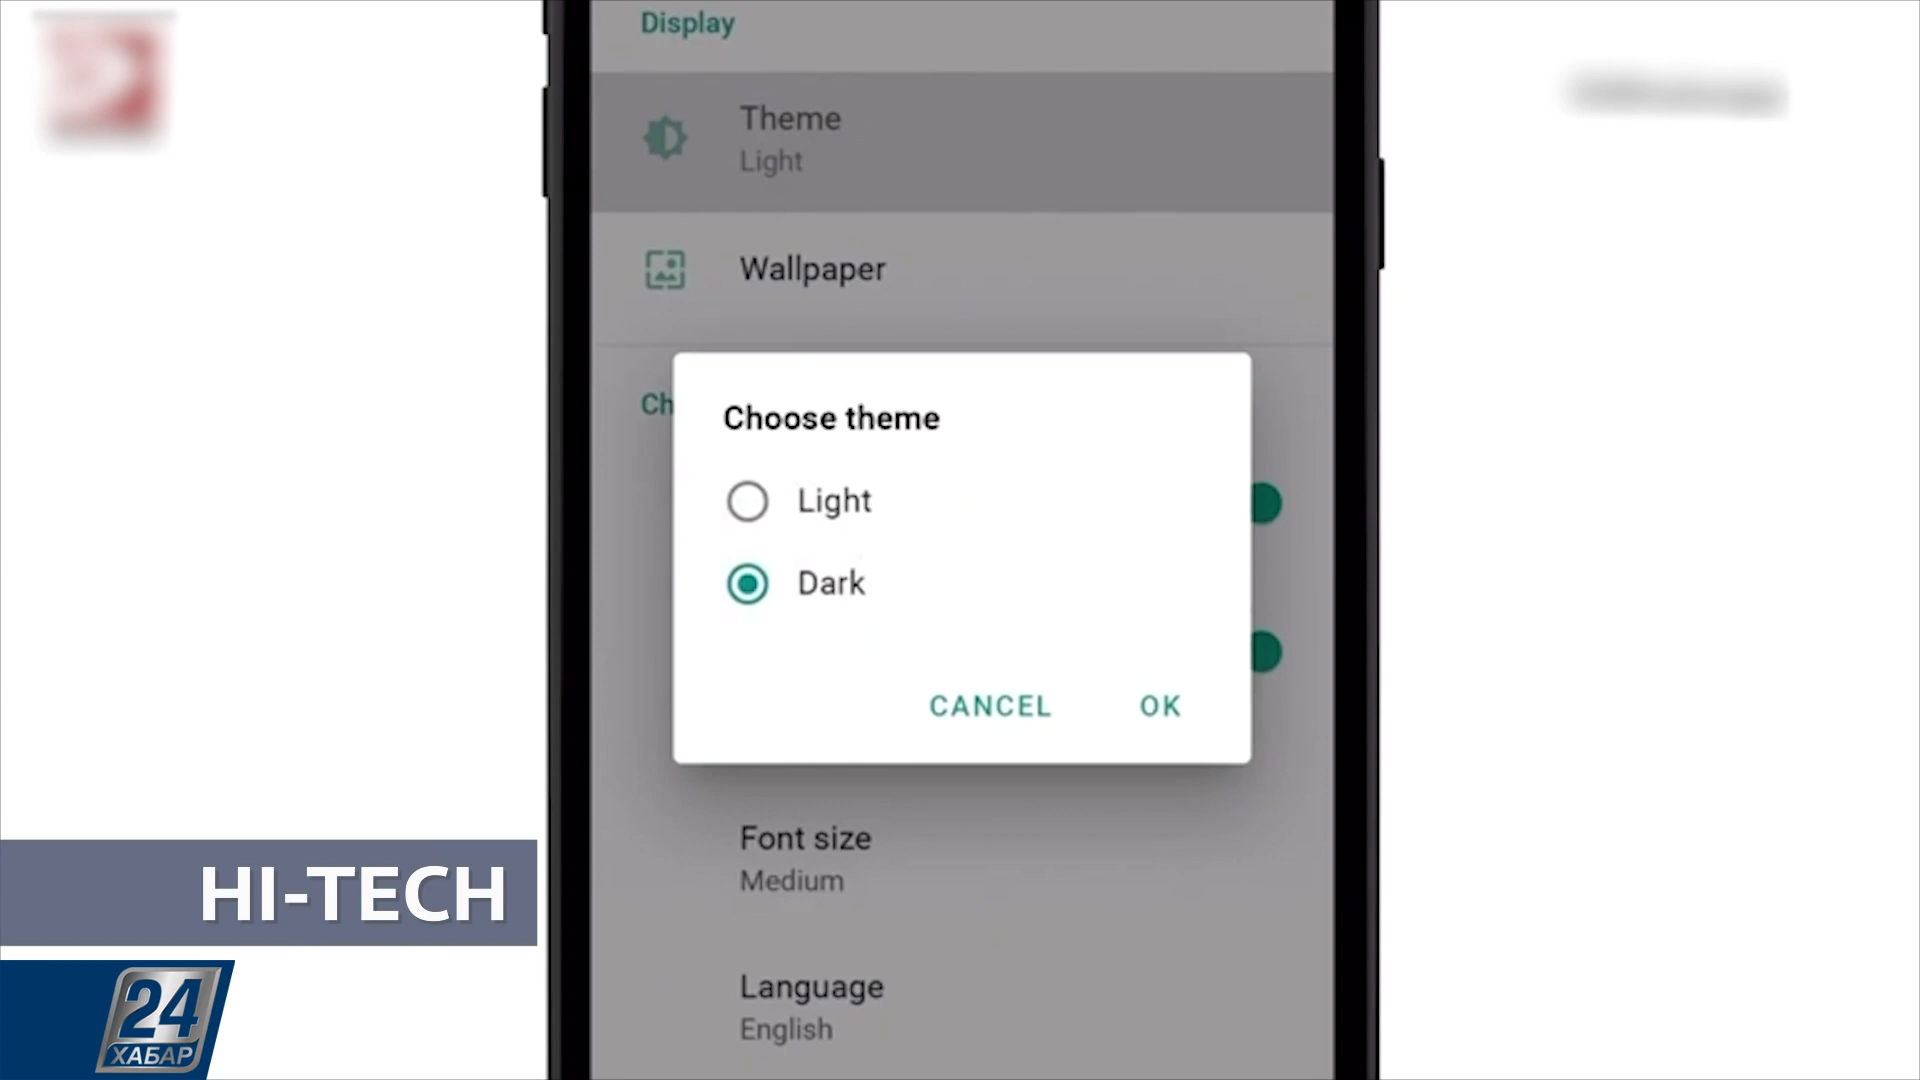 Display
Theme
Light
Wallpaper
Ch
Choose theme
Light
Dark
CANCEL
OK
Font size
Medium
Language
English
HI-TECH
24
ХАБАР